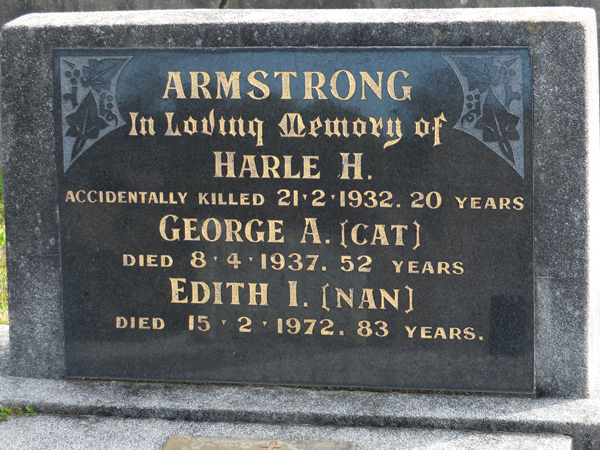 ARMSTRONG
In Loving Memory of
HARLE H.
ACCIDENTALLY KILLED 21·2·1932. 20 YEARS
GEORGE A. (CAT)
DIED 8·4·1937. 52 YEARS
EDITH I. (NAN)
DIED 15·2·1972. 83 YEARS.